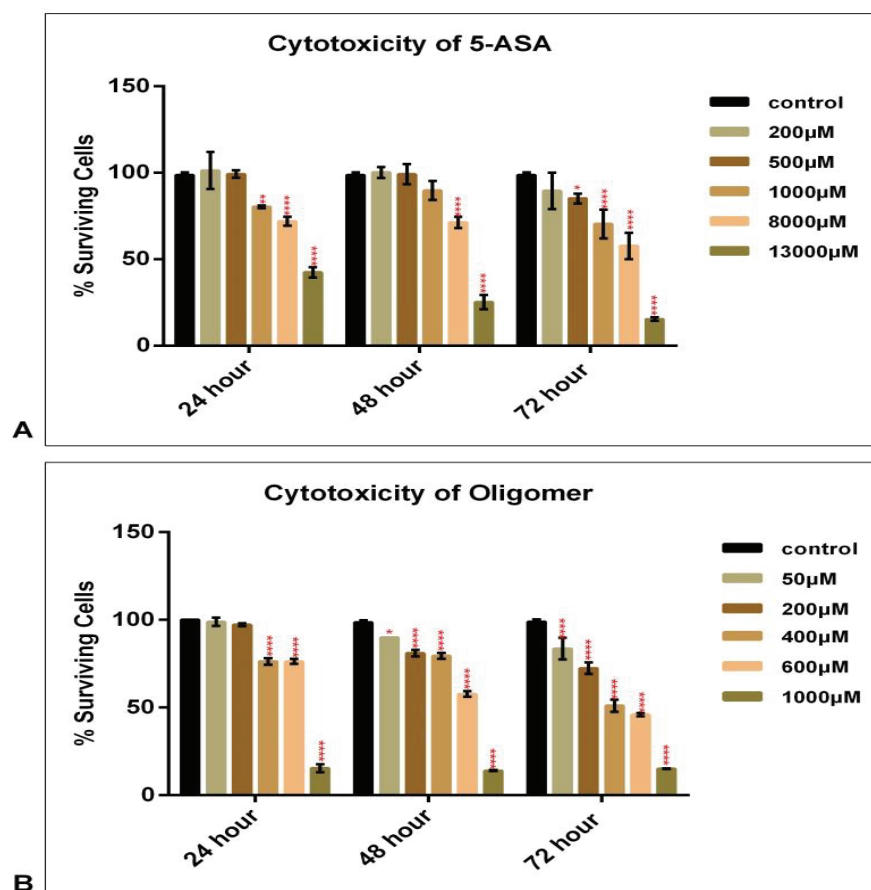 Cytotoxicity of 5-ASA
150
100
50
0
% Surviving Cells
**
****
****
****
****
*
****
****
****
24 hour
48 hour
72 hour
control
200µM
500µM
1000µM
8000µM
13000µM
A
Cytotoxicity of Oligomer
150
100
50
0
% Surviving Cells
****
****
****
*
****
****
****
****
****
****
****
****
****
24 hour
48 hour
72 hour
control
50µM
200µM
400µM
600µM
1000µM
B